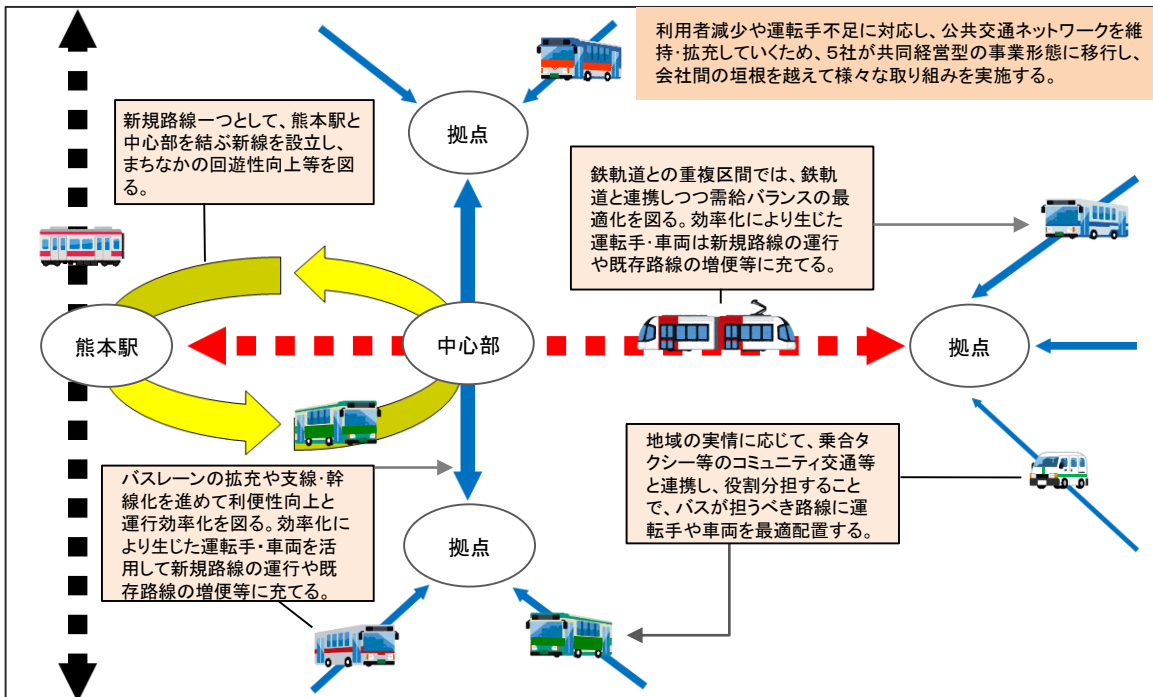 利用者減少や運転手不足に対応し、公共交通ネットワークを維
持・拡充していくため、5社が共同経営型の事業形態に移行し、
会社間の垣根を越えて様々な取り組みを実施する。
新規路線一つとして、熊本駅と
中心部を結ぶ新線を設立し、
まちなかの回遊性向上等を図
る。
拠点
鉄軌道との重複区間では、鉄軌
道と連携しつつ需給バランスの最
適化を図る。効率化により生じた
運転手・車両は新規路線の運行
や既存路線の増便等に充てる。
熊本駅
中心部
拠点
バスレーンの拡充や支線・幹
線化を進めて利便性向上と
運行効率化を図る。効率化に
より生じた運転手・車両を活
用して新規路線の運行や既
存路線の増便等に充てる。
拠点
地域の実情に応じて、乗合タ
クシー等のコミュニティ交通等
と連携し、役割分担すること
で、バスが担うべき路線に運
転手や車両を最適配置する。